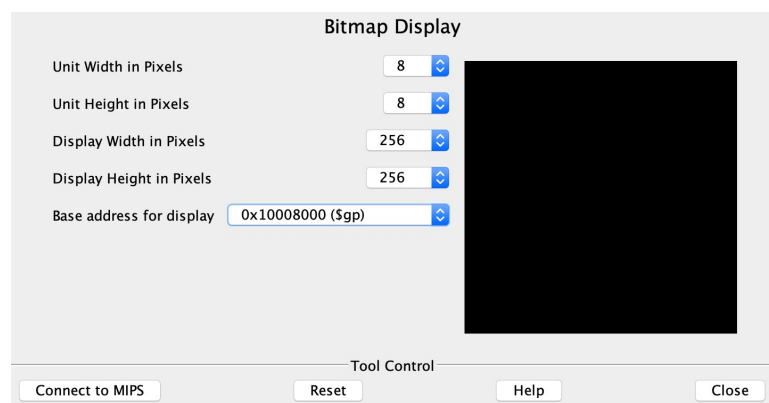 Bitmap Display
Unit Width in Pixels 8
Unit Height in Pixels 8
Display Width in Pixels 256
Display Height in Pixels 256
Base address for display 0x10008000 ($gp)
Tool Control
Connect to MIPS Reset Help Close